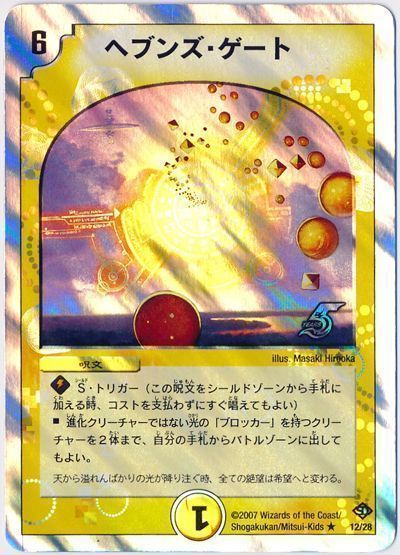 6
ヘブンズ・ゲート
5
YEARS
illus. Masaki Hirooka
呪文
S・トリガー（この呪文をシールドゾーンから手札に
加える時、コストを支払わずにすぐ唱えてもよい）
■ 進化クリーチャーではない光の「ブロッカー」を持つクリ
ーチャーを２体まで、自分の手札からバトルゾーンに出して
もよい。
天から溢れんばかりの光が降り注ぐ時、全ての絶望は希望へと変わる。
1
©2007 Wizards of the Coast/
Shogakukan/Mitsui-Kids ★ 12/28